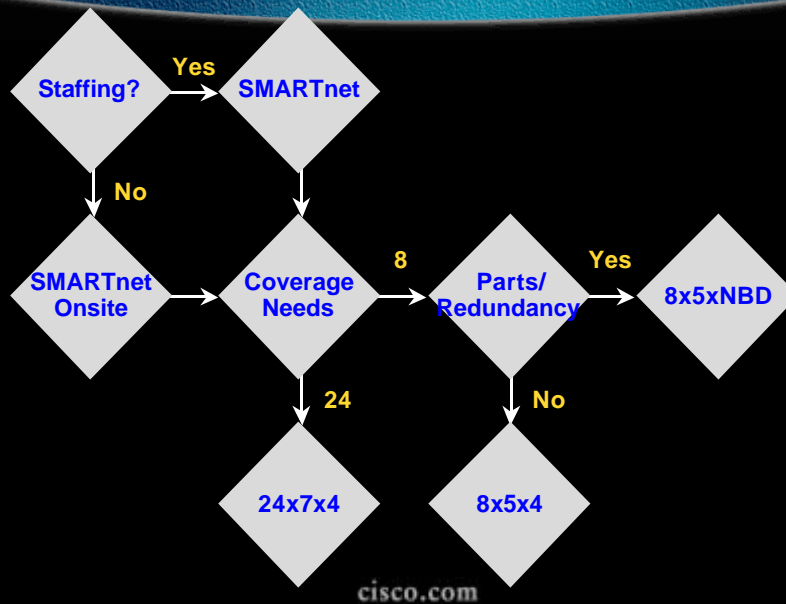 Staffing?
Yes
SMARTnet
No
SMARTnet
Onsite
Coverage
Needs
8
Parts/
Redundancy
Yes
8x5xNBD
24
No
24x7x4
8x5x4
cisco.com